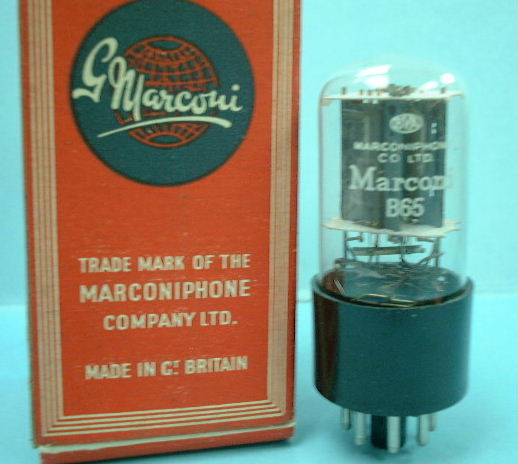 G Marconi
TRADE MARK OF THE
MARCONIPHONE
COMPANY LTD.
MADE IN GT BRITAIN
MARCONIPHONE
CO LTD.
Marconi
B65